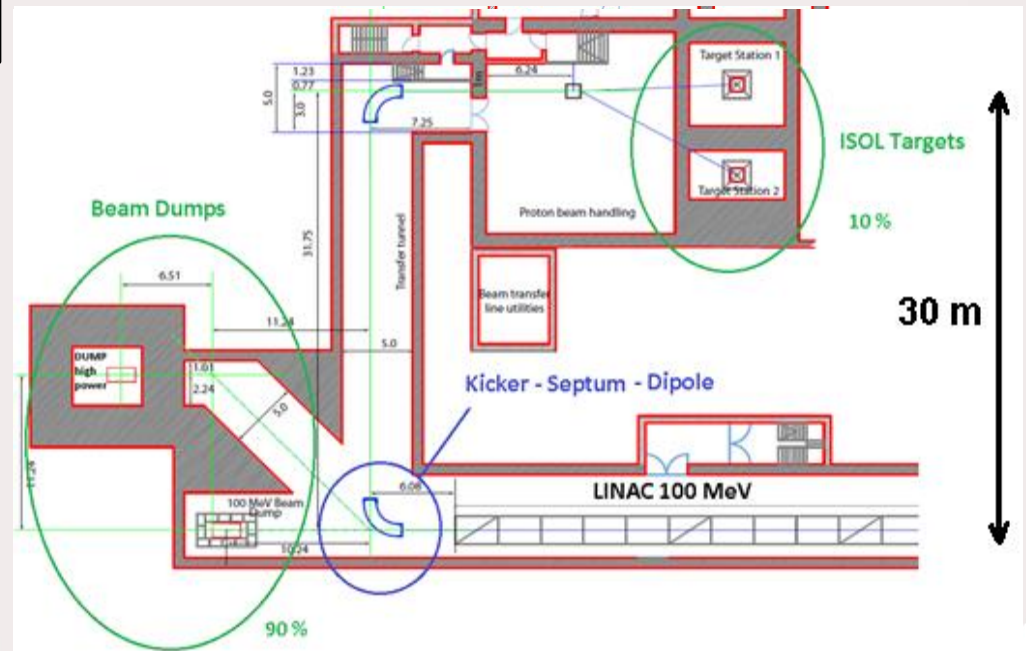 Target Station 1
1.23
0.77
6.24
5.0
3.0
1m
7.25
ISOL Targets
Target Station 2
Beam Dumps
Proton beam handling
10 %
31.75
Transfer tunnel
6.51
Beam transfer
line utilities
30 m
11.24
5.0
DUMP
high
power
1.01
2.24
Kicker - Septum - Dipole
5.0
11.24
6.08
LINAC 100 MeV
100 MeV Beam
Dump
10.24
90 %